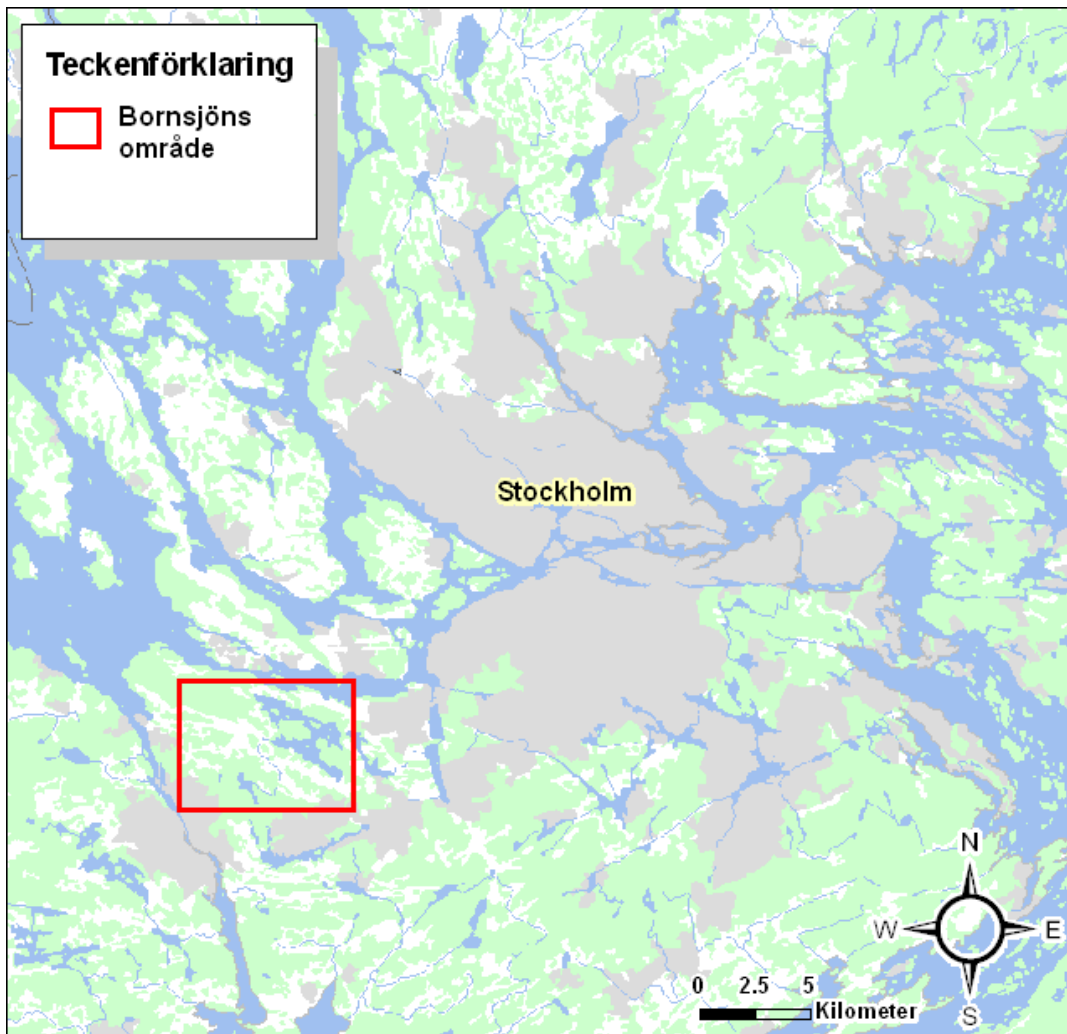 Teckenförklaring
Bornsjöns
område
Stockholm
N
W E
S
0 2.5 5
Kilometer